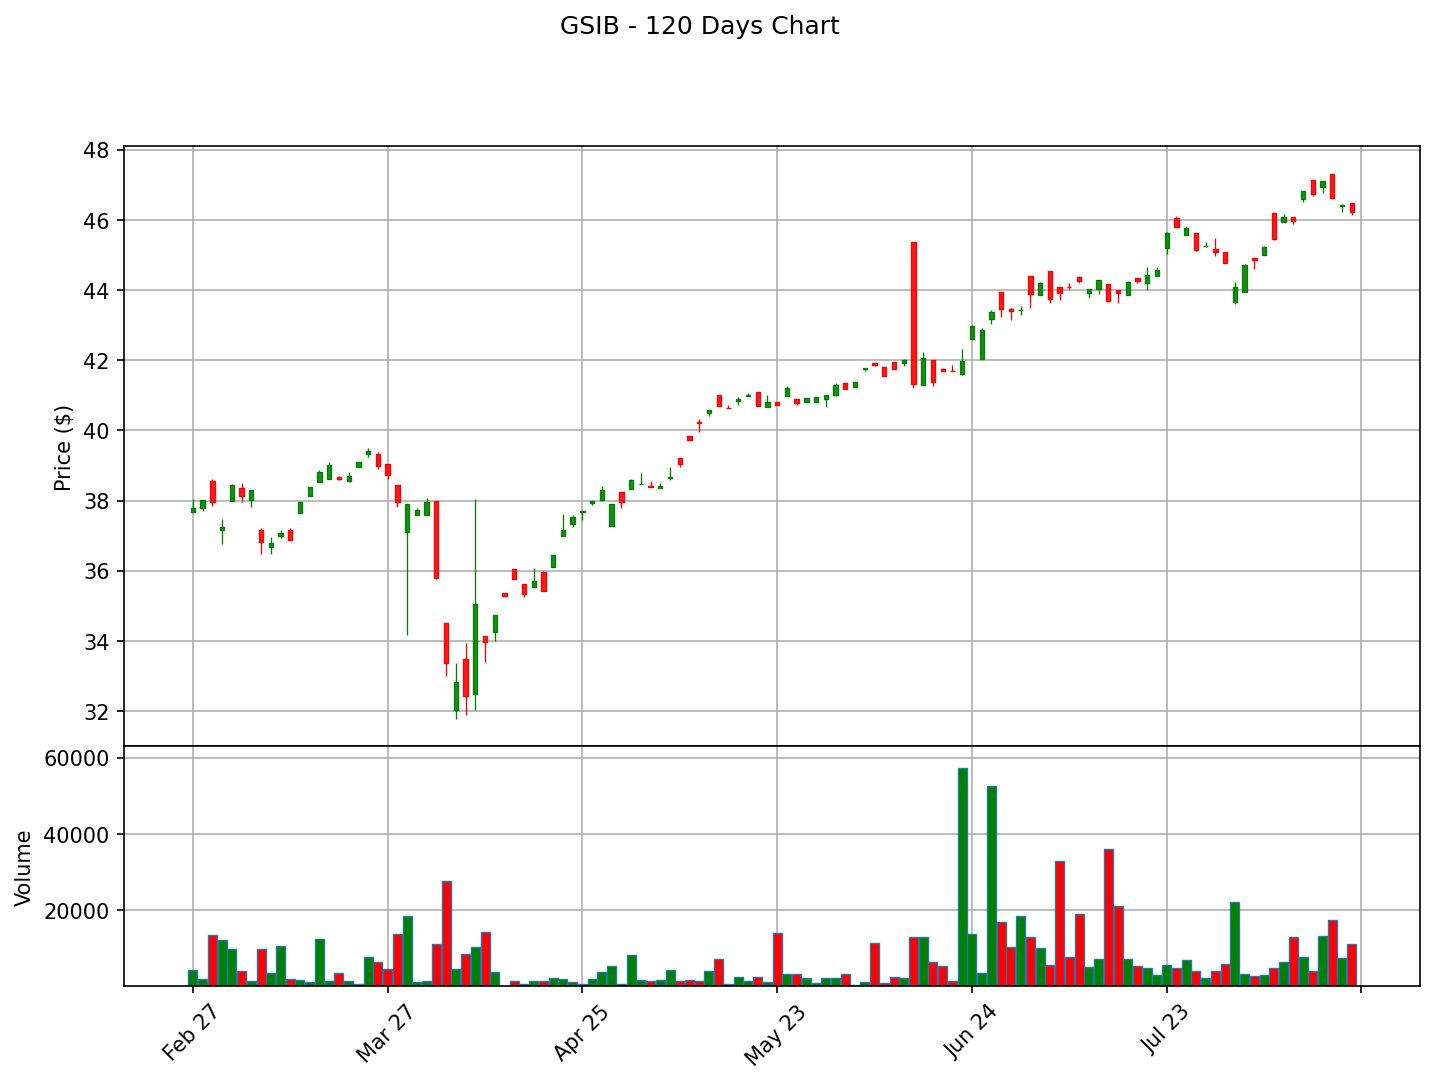 GSIB - 120 Days Chart
48
46
44
42
40
38
36
34
32
Price ($)
60000
40000
20000
Volume
Feb 27
Mar 27
Apr 25
May 23
Jun 24
Jul 23